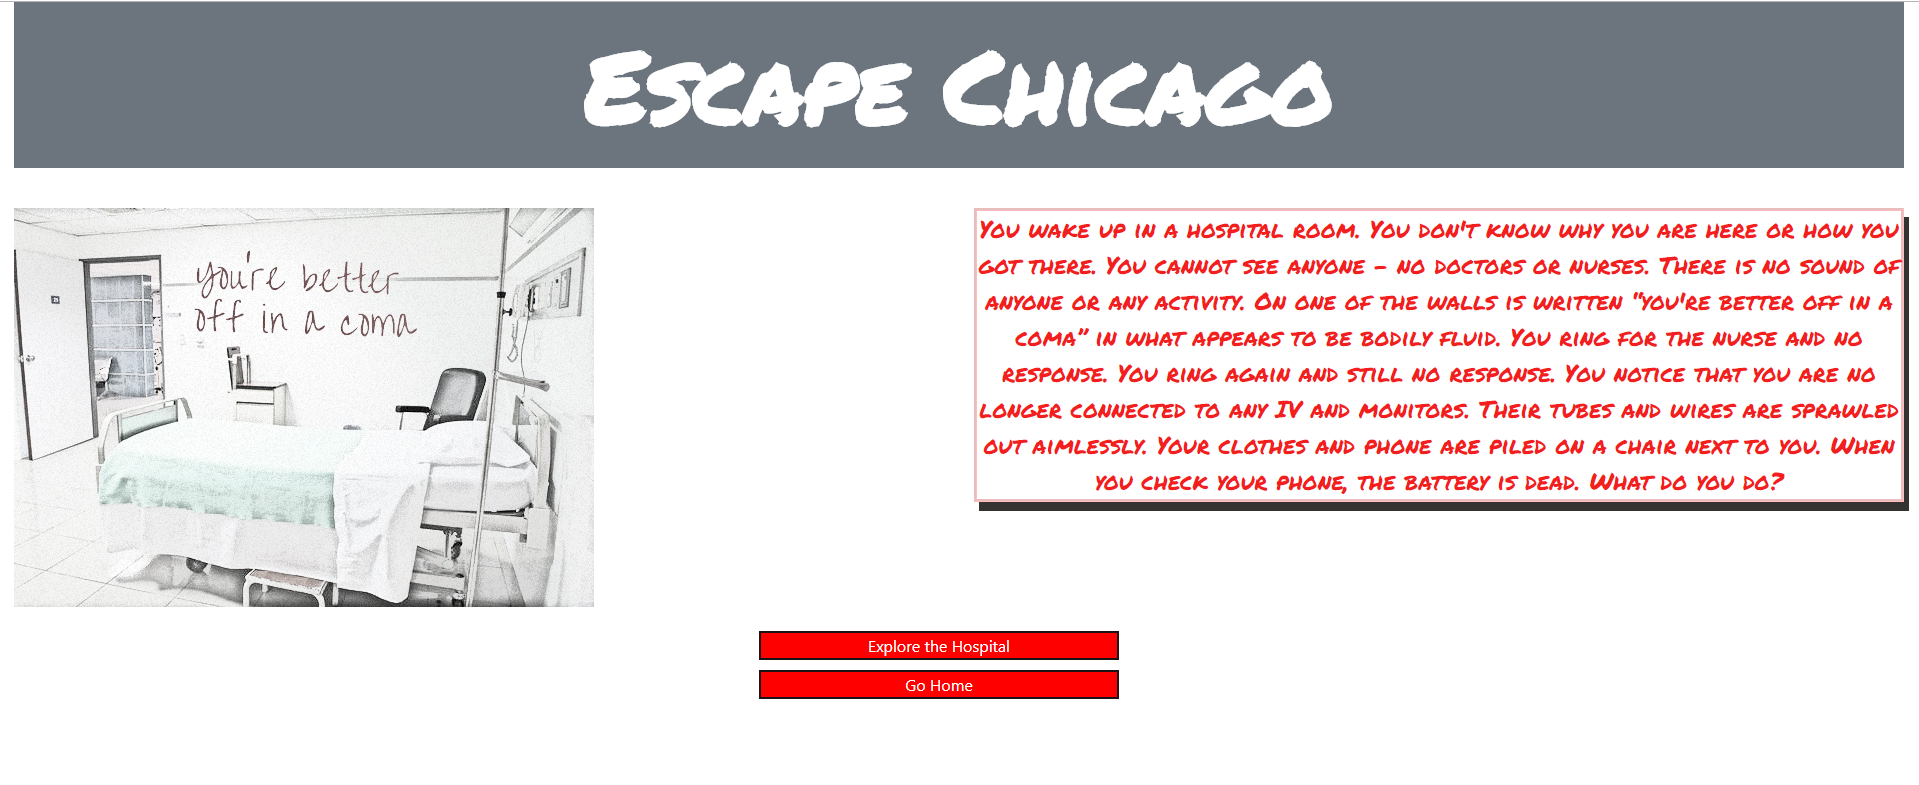 Escape Chicago
you're better
off in a coma
You wake up in a hospital room. You don't know why you are here or how you
got there. You cannot see anyone - no doctors or nurses. There is no sound of
anyone or any activity. On one of the walls is written "you're better off in a
coma" in what appears to be bodily fluid. You ring for the nurse and no
response. You ring again and still no response. You notice that you are no
longer connected to any IV and monitors. Their tubes and wires are sprawled
out aimlessly. Your clothes and phone are piled on a chair next to you. When
you check your phone, the battery is dead. What do you do?
Explore the Hospital
Go Home